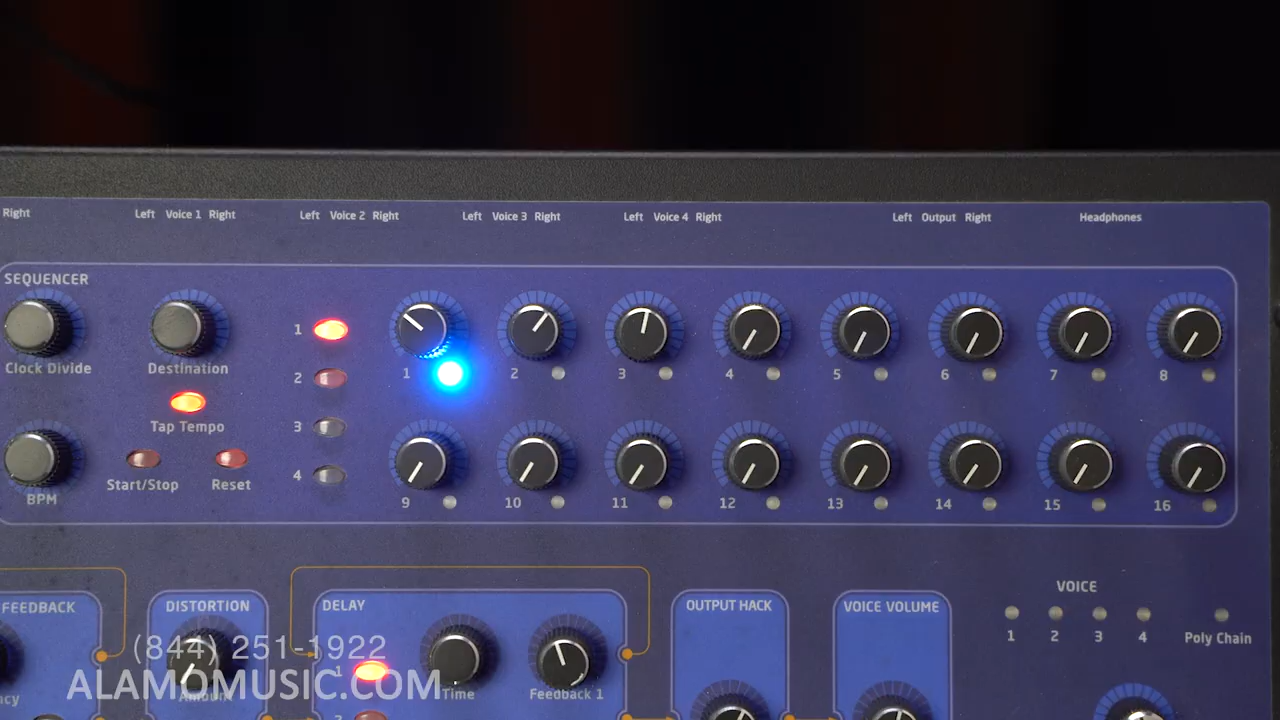 Right Left Voice 1 Right Left Voice 2 Right Left Voice 3 Right Left Voice 4 Right Left Output Right Headphones
SEQUENCER
1
Clock Divide Destination
1 2 3 4 5 6 7 8
2
Tap Tempo 3
Start/Stop Reset 4
BPM
9 10 11 12 13 14 15 16
VOICE
FEEDBACK DISTORTION DELAY OUTPUT HACK VOICE VOLUME
1 2 3 4 Poly Chain
(844) 251-1922
1
ALAMOMUSIC.COM
Amount Time Feedback 1
2